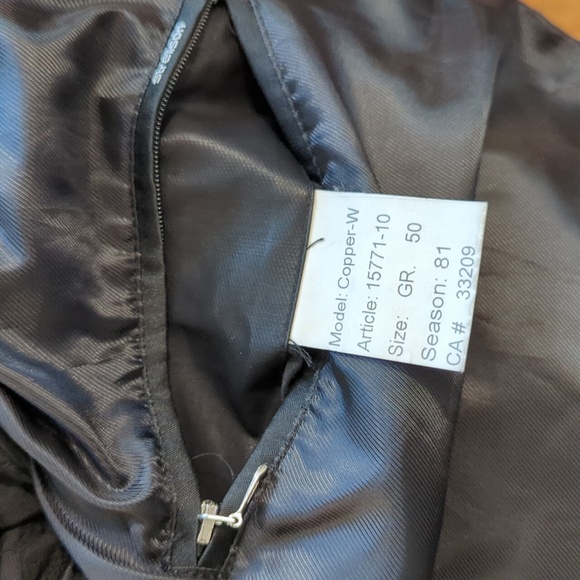 Model: Copper-W
Article: 15771-10
Size: GR. 50
Season: 81
CA# 33209